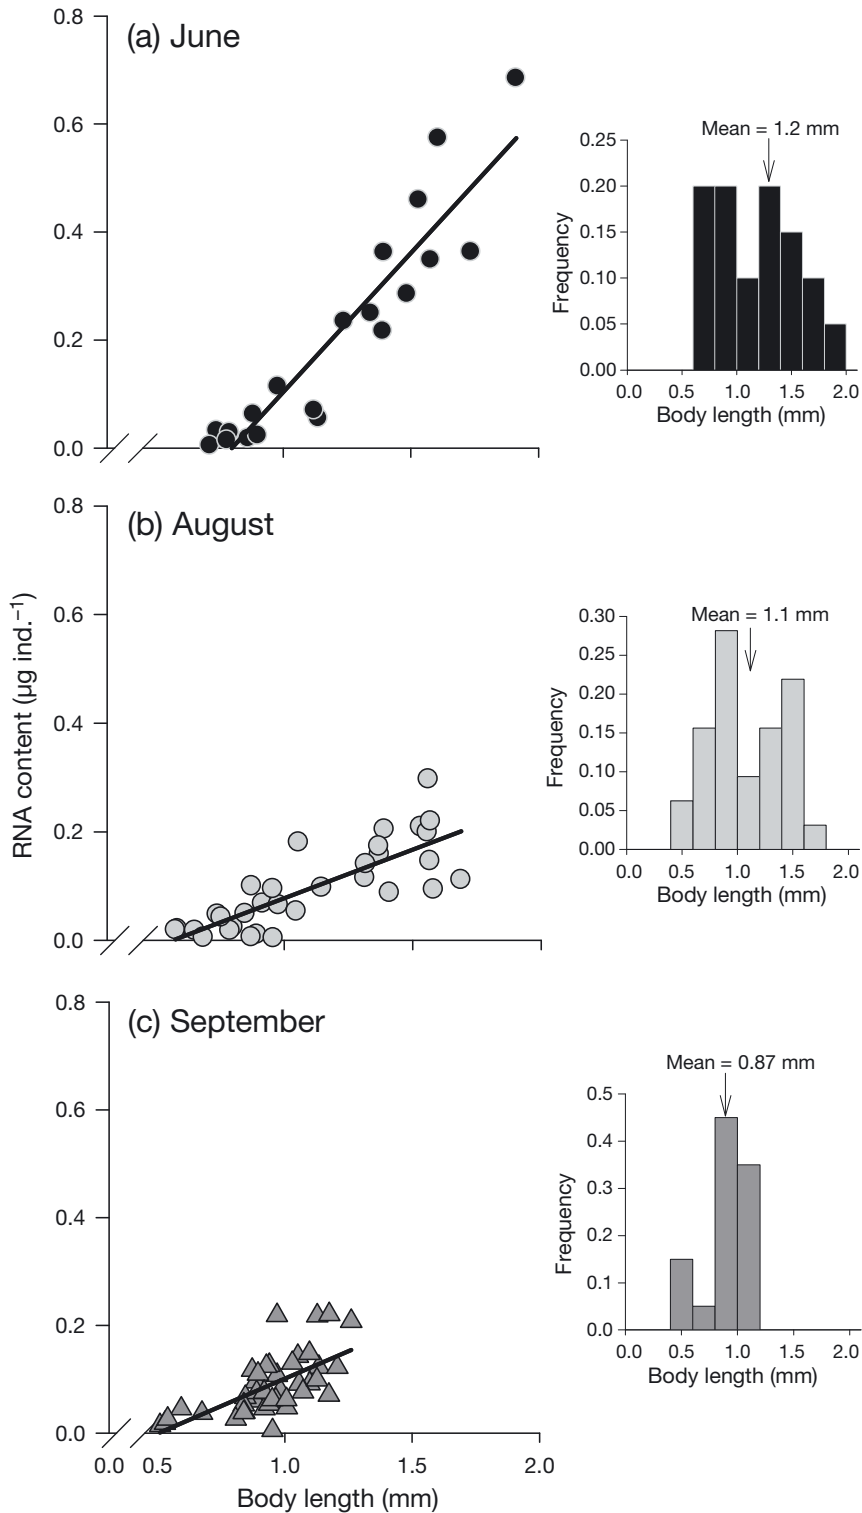 (a) June
0.8
0.6
0.4
0.2
0.0
Mean = 1.2 mm
0.25
0.20
0.15
0.10
0.05
0.00
Frequency
0.0 0.5 1.0 1.5 2.0
Body length (mm)
(b) August
0.8
0.6
0.4
0.2
0.0
RNA content (µg ind.⁻¹)
Mean = 1.1 mm
0.30
0.25
0.20
0.15
0.10
0.05
0.00
Frequency
0.0 0.5 1.0 1.5 2.0
Body length (mm)
(c) September
0.8
0.6
0.4
0.2
0.0
0.0 0.5 1.0 1.5 2.0
Body length (mm)
Mean = 0.87 mm
0.5
0.4
0.3
0.2
0.1
0.0
Frequency
0.0 0.5 1.0 1.5 2.0
Body length (mm)